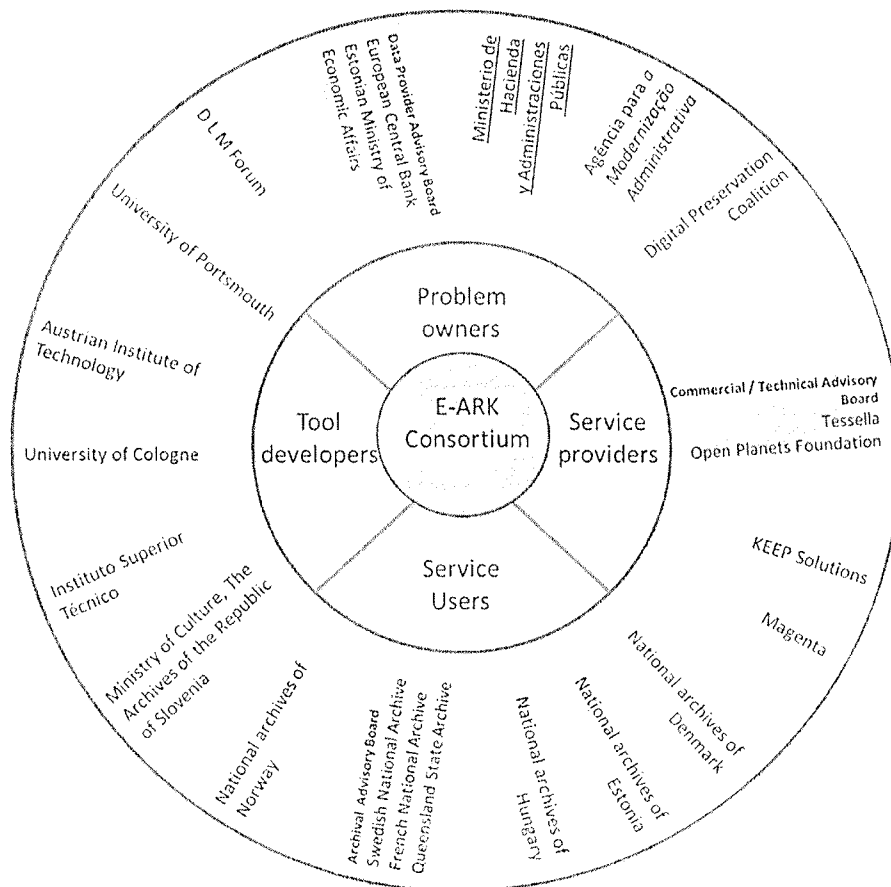 D L M Forum
Data Provider Advisory Board
European Central Bank
Estonian Ministry of
Economic Affairs
Ministerio de
Hacienda
y Administraciones
Públicas
Agência para a
Modernização
Administrativa
Digital Preservation
Coalition
Commercial / Technical Advisory
Board
Tessella
Open Planets Foundation
KEEP Solutions
Magenta
National archives of
Denmark
National archives of
Estonia
National archives of
Hungary
Archival Advisory Board
Swedish National Archive
French National Archive
Queensland State Archive
National archives of
Norway
Ministry of Culture, The
Archives of the Republic
of Slovenia
Instituto Superior
Técnico
University of Cologne
Austrian Institute of
Technology
University of Portsmouth
Problem
owners
Tool
developers
E-ARK
Consortium
Service
providers
Service
Users